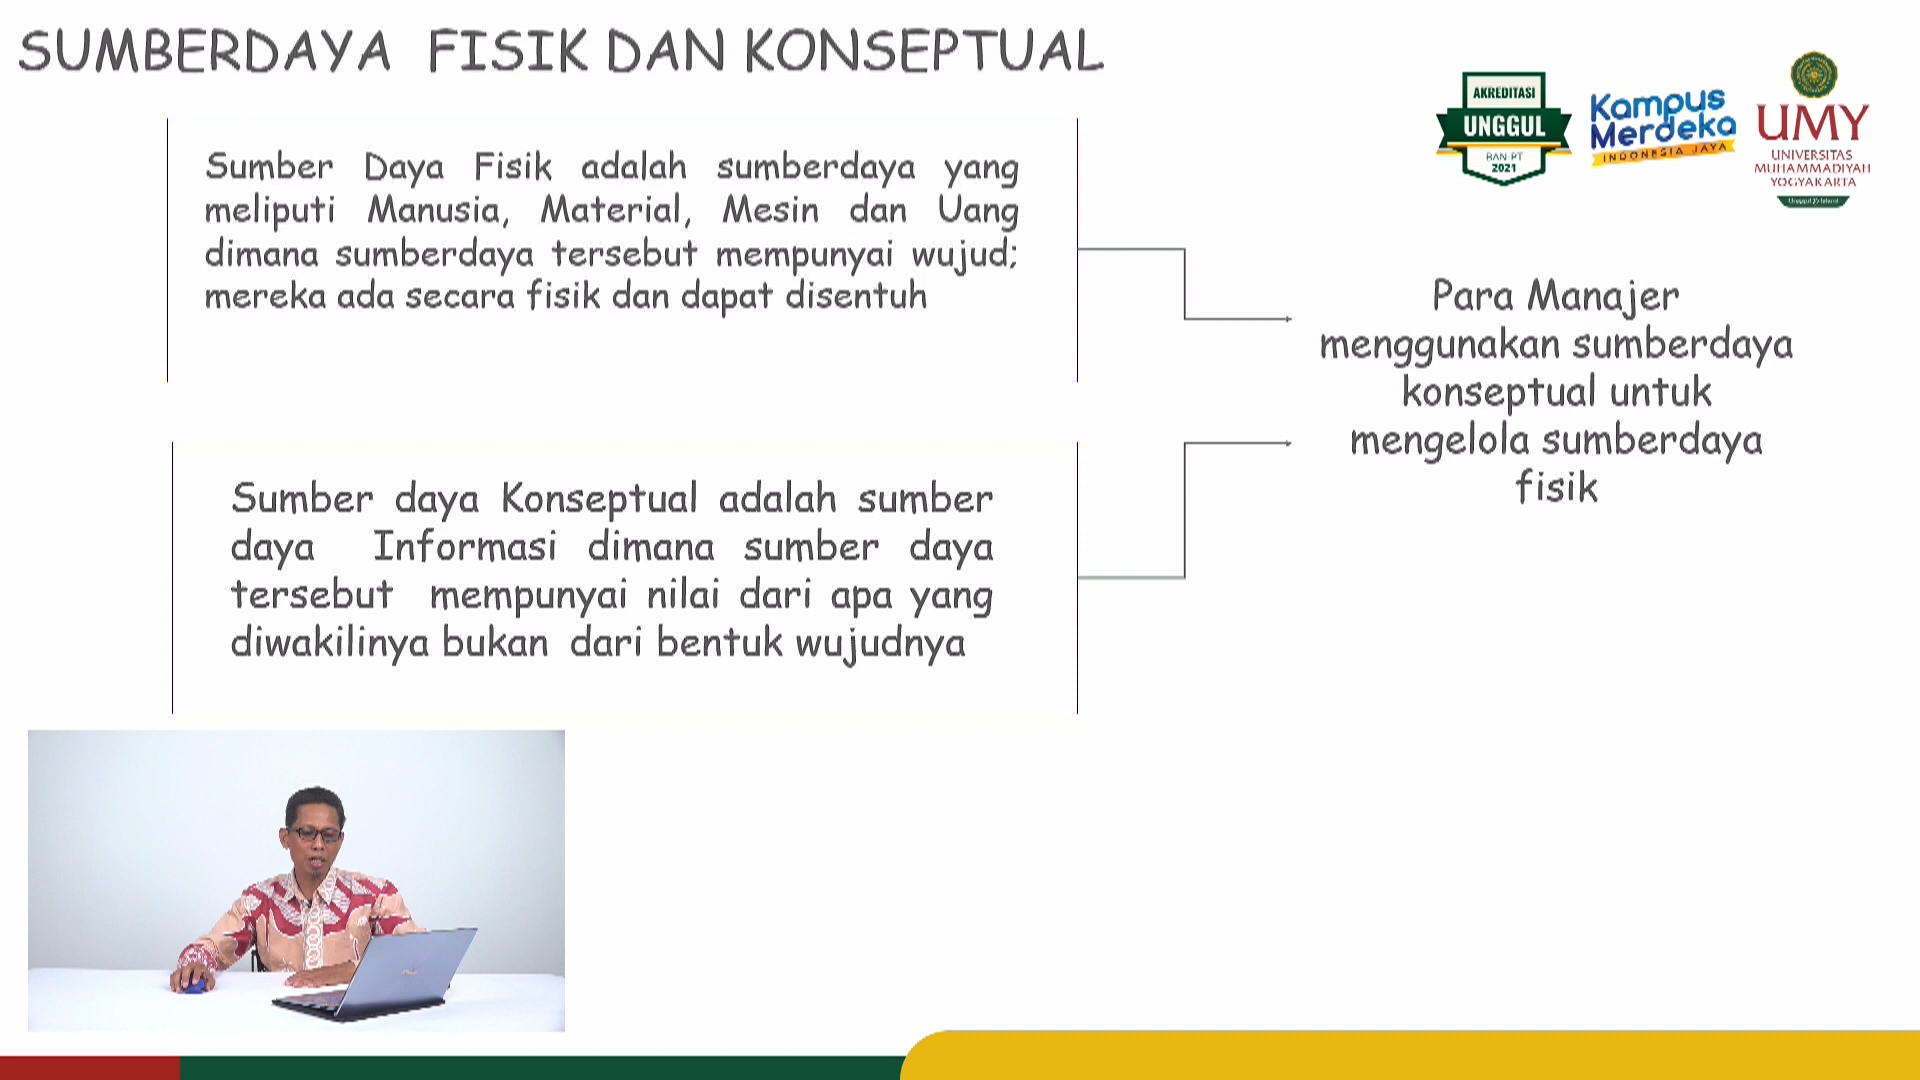 SUMBERDAYA FISIK DAN KONSEPTUAL
AKREDITASI
UNGGUL
BAN-PT
2021
Kampus
Merdeka
INDONESIA JAYA
UMY
UNIVERSITAS
MUHAMMADIYAH
YOGYAKARTA
Sumber Daya Fisik adalah sumberdaya yang
meliputi Manusia, Material, Mesin dan Uang
dimana sumberdaya tersebut mempunyai wujud;
mereka ada secara fisik dan dapat disentuh
Para Manajer
menggunakan sumberdaya
konseptual untuk
mengelola sumberdaya
fisik
Sumber daya Konseptual adalah sumber
daya Informasi dimana sumber daya
tersebut mempunyai nilai dari apa yang
diwakilinya bukan dari bentuk wujudnya